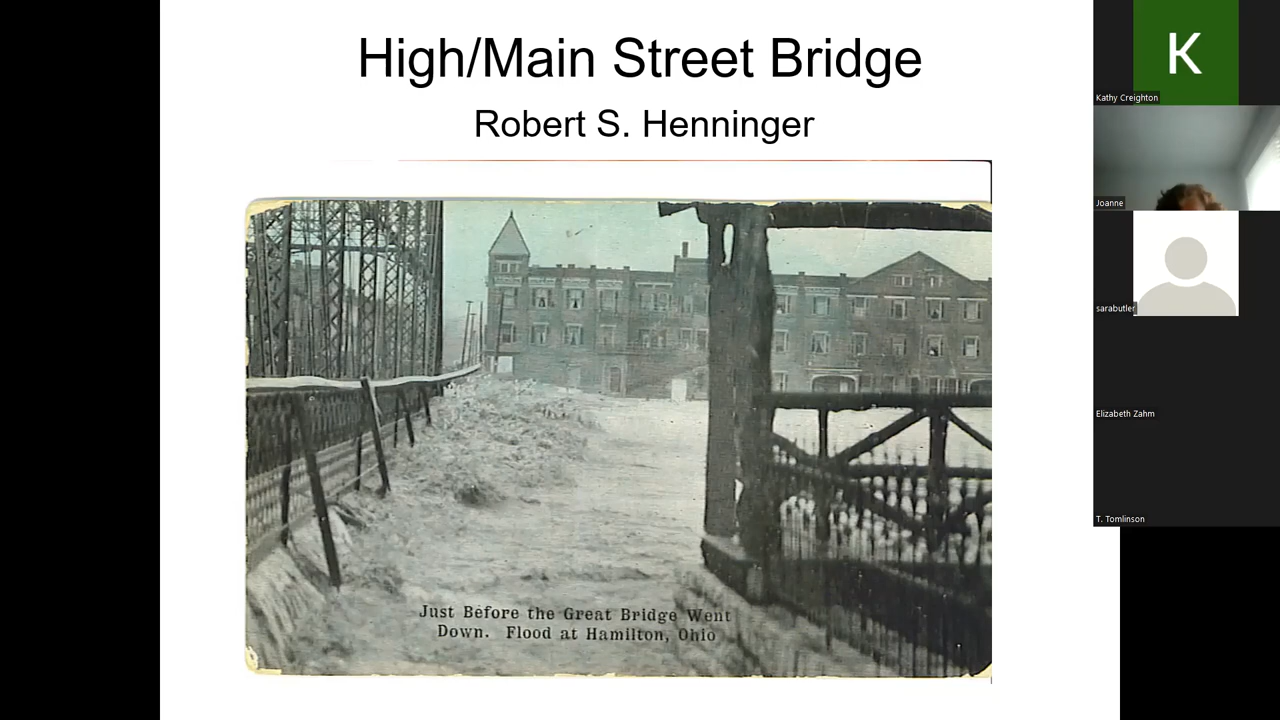 High/Main Street Bridge
Robert S. Henninger
Just Before the Great Bridge Went
Down. Flood at Hamilton, Ohio
K
Kathy Creighton
Joanne
sarabutler
Elizabeth Zahm
T. Tomlinson